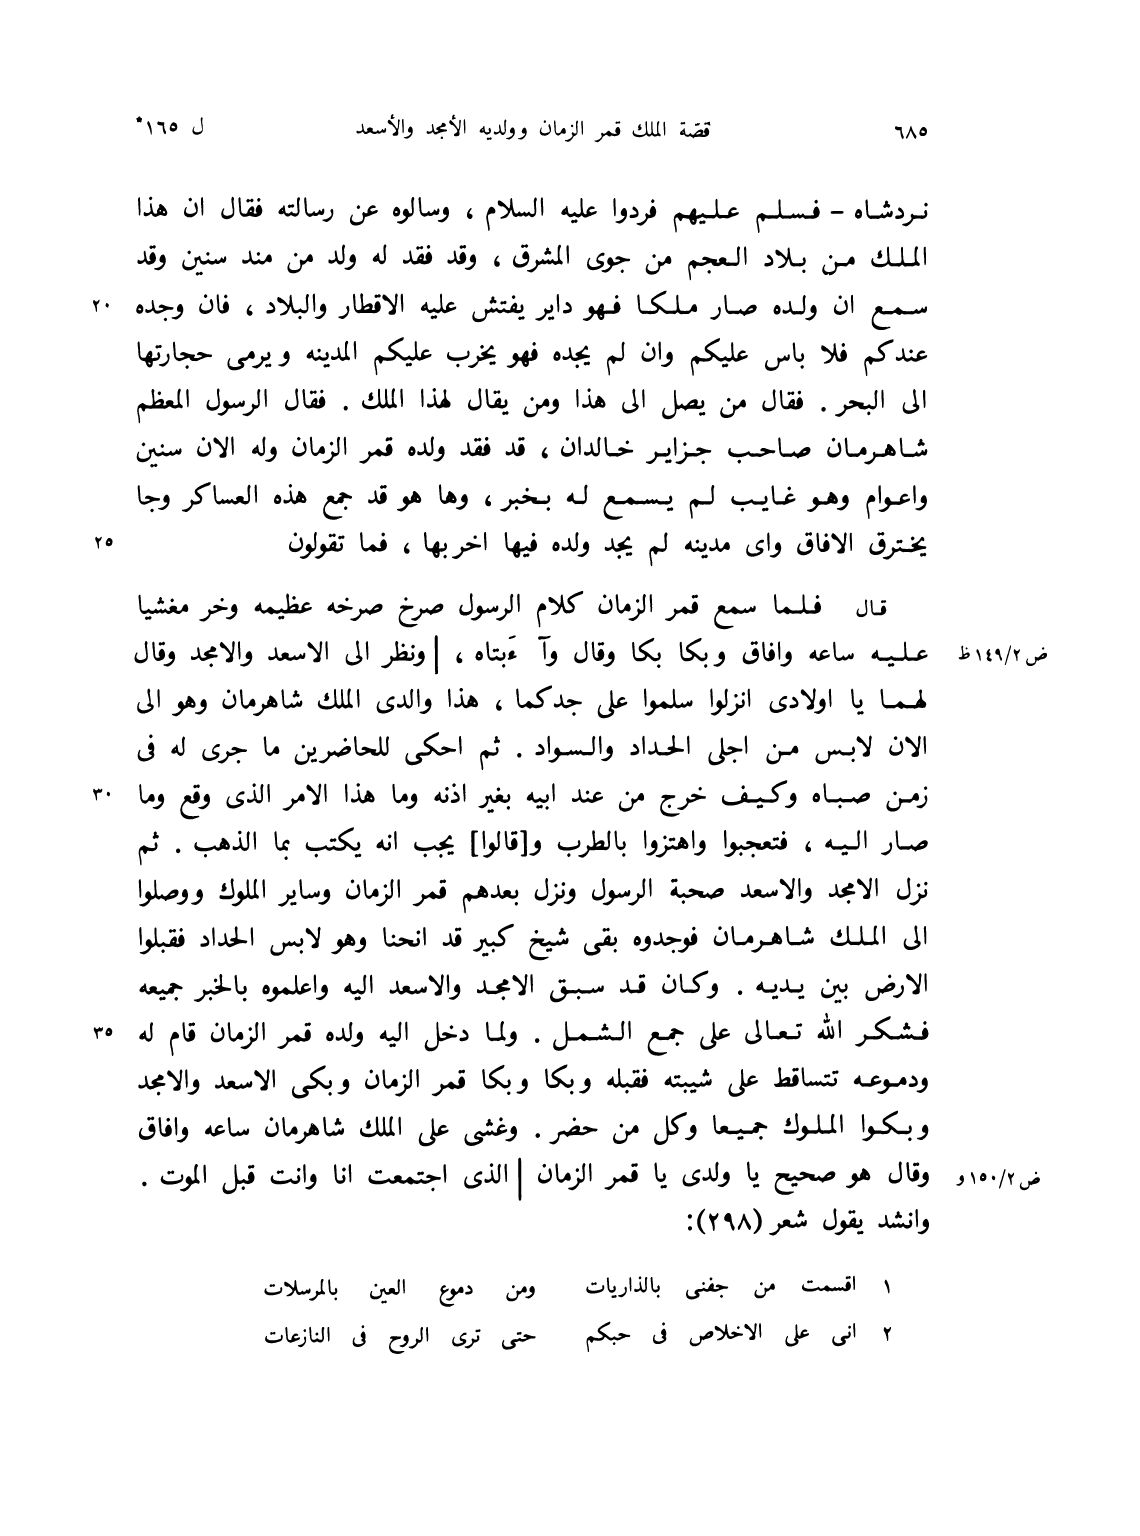 ٦٨٥ قصّة الملك قمر الزمان وولديه الأمجد والأسعد ل ١٦٥*
نردشاه – فسلم عليهم فردوا عليه السلام ، وسالوه عن رسالته فقال ان هذا
الملك من بلاد العجم من جوى المشرق ، وقد فقد له ولد من مند سنين وقد
سمع ان ولده صار ملكا فهو داير يفتش عليه الاقطار والبلاد ، فان وجده ٢٠
عندكم فلا باس عليكم وان لم يجده فهو يخرب عليكم المدينه ويرمى حجارتها
الى البحر . فقال من يصل الى هذا ومن يقال لهذا الملك . فقال الرسول المعظم
شاهرمان صاحب جزاير خالدان ، قد فقد ولده قمر الزمان وله الان سنين
واعوام وهو غايب لم يسمع له بخبر ، وها هو قد جمع هذه العساكر وجا
يخترق الافاق واى مدينه لم يجد ولده فيها اخربها ، فما تقولون ٢٥
قال فلما سمع قمر الزمان كلام الرسول صرخ صرخه عظيمه وخر مغشيا
ض ١٤٩/٢ظ عليه ساعه وافاق وبكا بكا وقال وآ ءَبتاه ، | ونظر الى الاسعد والامجد وقال
لهما يا اولادى انزلوا سلموا على جدكما ، هذا والدى الملك شاهرمان وهو الى
الان لابس من اجلى الحداد والسواد . ثم احكى للحاضرين ما جرى له فى
زمن صباه وكيف خرج من عند ابيه بغير اذنه وما هذا الامر الذى وقع وما ٣٠
صار اليه ، فتعجبوا واهتزوا بالطرب و[قالوا] يجب انه يكتب بما الذهب . ثم
نزل الامجد والاسعد صحبة الرسول ونزل بعدهم قمر الزمان وساير الملوك ووصلوا
الى الملك شاهرمان فوجدوه بقى شيخ كبير قد انحنا وهو لابس الحداد فقبلوا
الارض بين يديه . وكان قد سبق الامجد والاسعد اليه واعلموه بالخبر جميعه
فشكر الله تعالى على جمع الشمل . ولما دخل اليه ولده قمر الزمان قام له ٣٥
ودموعه تتساقط على شيبته فقبله وبكا وبكا قمر الزمان وبكى الاسعد والامجد
وبكوا الملوك جميعا وكل من حضر . وغشى على الملك شاهرمان ساعه وافاق
ض ١٥٠/٢و وقال هو صحيح يا ولدى يا قمر الزمان | الذى اجتمعت انا وانت قبل الموت .
وانشد يقول شعر (٢٩٨):
١ اقسمت من جفنى بالذاريات ومن دموع العين بالمرسلات
٢ انى على الاخلاص فى حبكم حتى ترى الروح فى النازعات